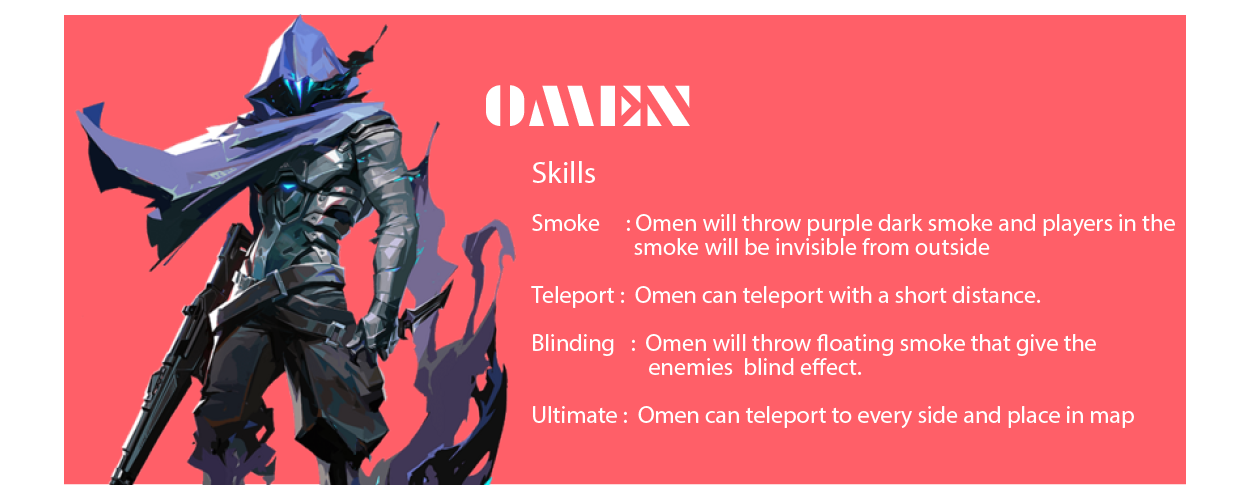 OMEN
Skills
Smoke : Omen will throw purple dark smoke and players in the
smoke will be invisible from outside
Teleport : Omen can teleport with a short distance.
Blinding : Omen will throw floating smoke that give the
enemies blind effect.
Ultimate : Omen can teleport to every side and place in map